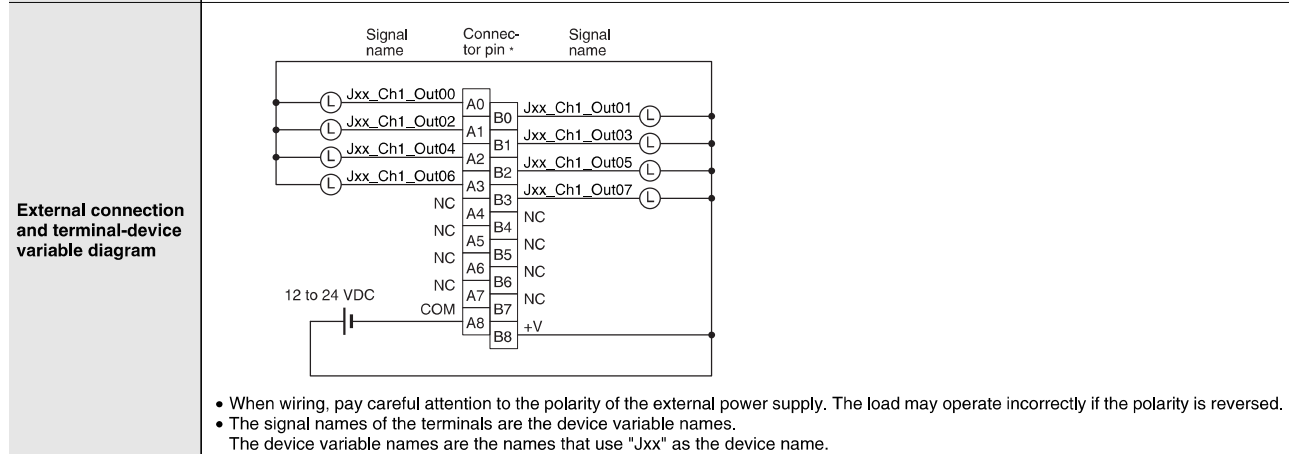 External connection
and terminal-device
variable diagram
Signal
name
Connec-
tor pin *
Signal
name
Jxx_Ch1_Out00
A0
B0
Jxx_Ch1_Out01
L
L
Jxx_Ch1_Out02
A1
B1
Jxx_Ch1_Out03
L
L
Jxx_Ch1_Out04
A2
B2
Jxx_Ch1_Out05
L
L
Jxx_Ch1_Out06
A3
B3
Jxx_Ch1_Out07
L
L
NC
A4
B4
NC
NC
A5
B5
NC
NC
A6
B6
NC
NC
A7
B7
NC
12 to 24 VDC
COM
A8
B8
+V
• When wiring, pay careful attention to the polarity of the external power supply. The load may operate incorrectly if the polarity is reversed.
• The signal names of the terminals are the device variable names.
The device variable names are the names that use "Jxx" as the device name.